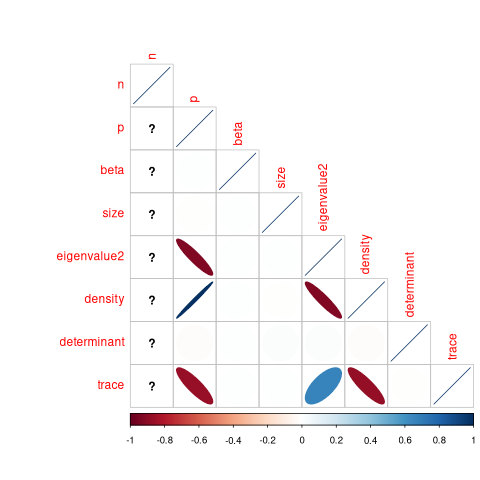 n
n
p
p
?
beta
beta
?
size
size
?
eigenvalue2
eigenvalue2
?
density
density
?
determinant
determinant
?
trace
trace
?
-1 -0.8 -0.6 -0.4 -0.2 0 0.2 0.4 0.6 0.8 1